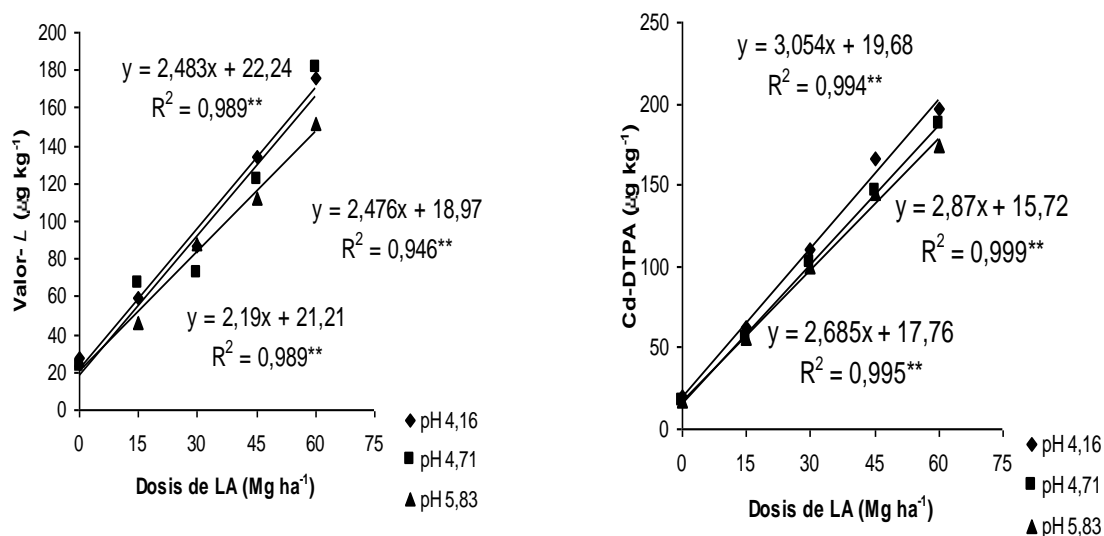 Valor- L (µg kg-1)
200
180
160
140
120
100
80
60
40
20
0
y = 2,483x + 22,24
R2 = 0,989**
y = 2,476x + 18,97
R2 = 0,946**
y = 2,19x + 21,21
R2 = 0,989**
0 15 30 45 60 75
Dosis de LA (Mg ha-1)
pH 4,16
pH 4,71
pH 5,83
Cd-DTPA (µg kg-1)
250
200
150
100
50
0
y = 3,054x + 19,68
R2 = 0,994**
y = 2,87x + 15,72
R2 = 0,999**
y = 2,685x + 17,76
R2 = 0,995**
0 15 30 45 60 75
Dosis de LA (Mg ha-1)
pH 4,16
pH 4,71
pH 5,83